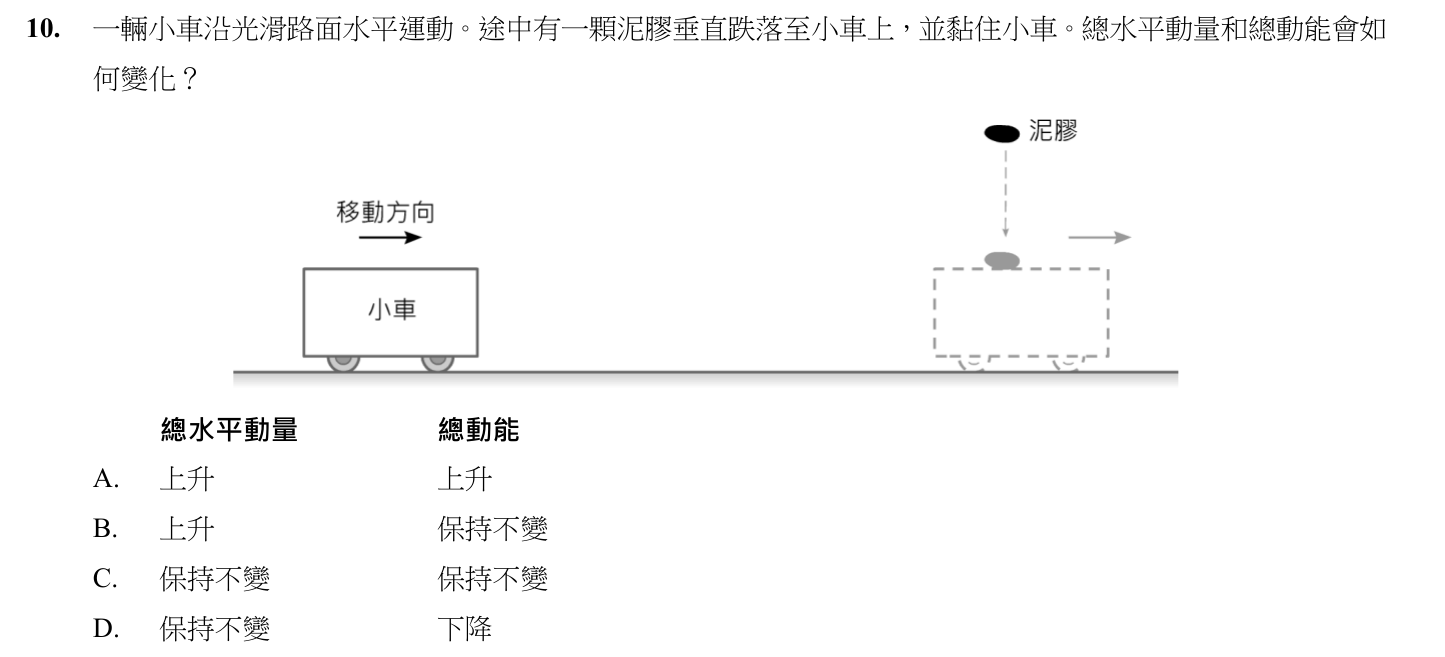 10. 一輛小車沿光滑路面水平運動。途中有一顆泥膠垂直跌落至小車上，並黏住小車。總水平動量和總動能會如
何變化？
泥膠
移動方向
小車
總水平動量 總動能
A. 上升 上升
B. 上升 保持不變
C. 保持不變 保持不變
D. 保持不變 下降